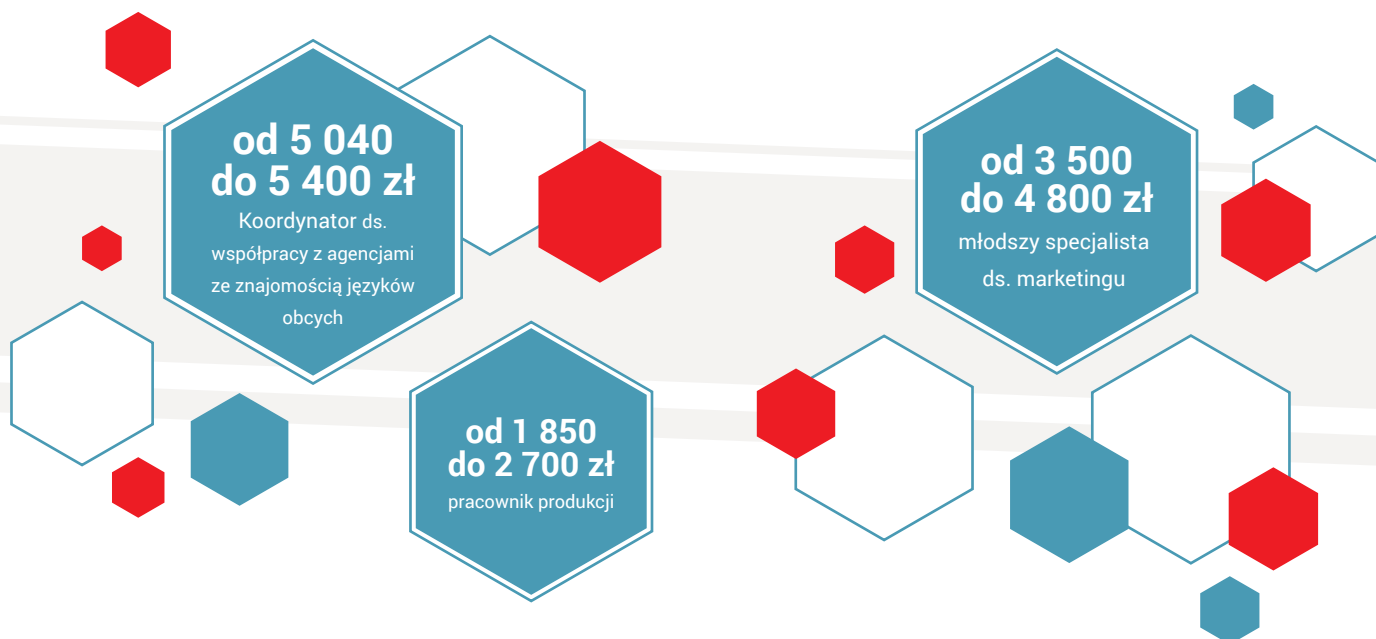 od 5 040
do 5 400 zł
Koordynator ds.
współpracy z agencjami
ze znajomością języków
obcych
od 1 850
do 2 700 zł
pracownik produkcji
od 3 500
do 4 800 zł
młodszy specjalista
ds. marketingu